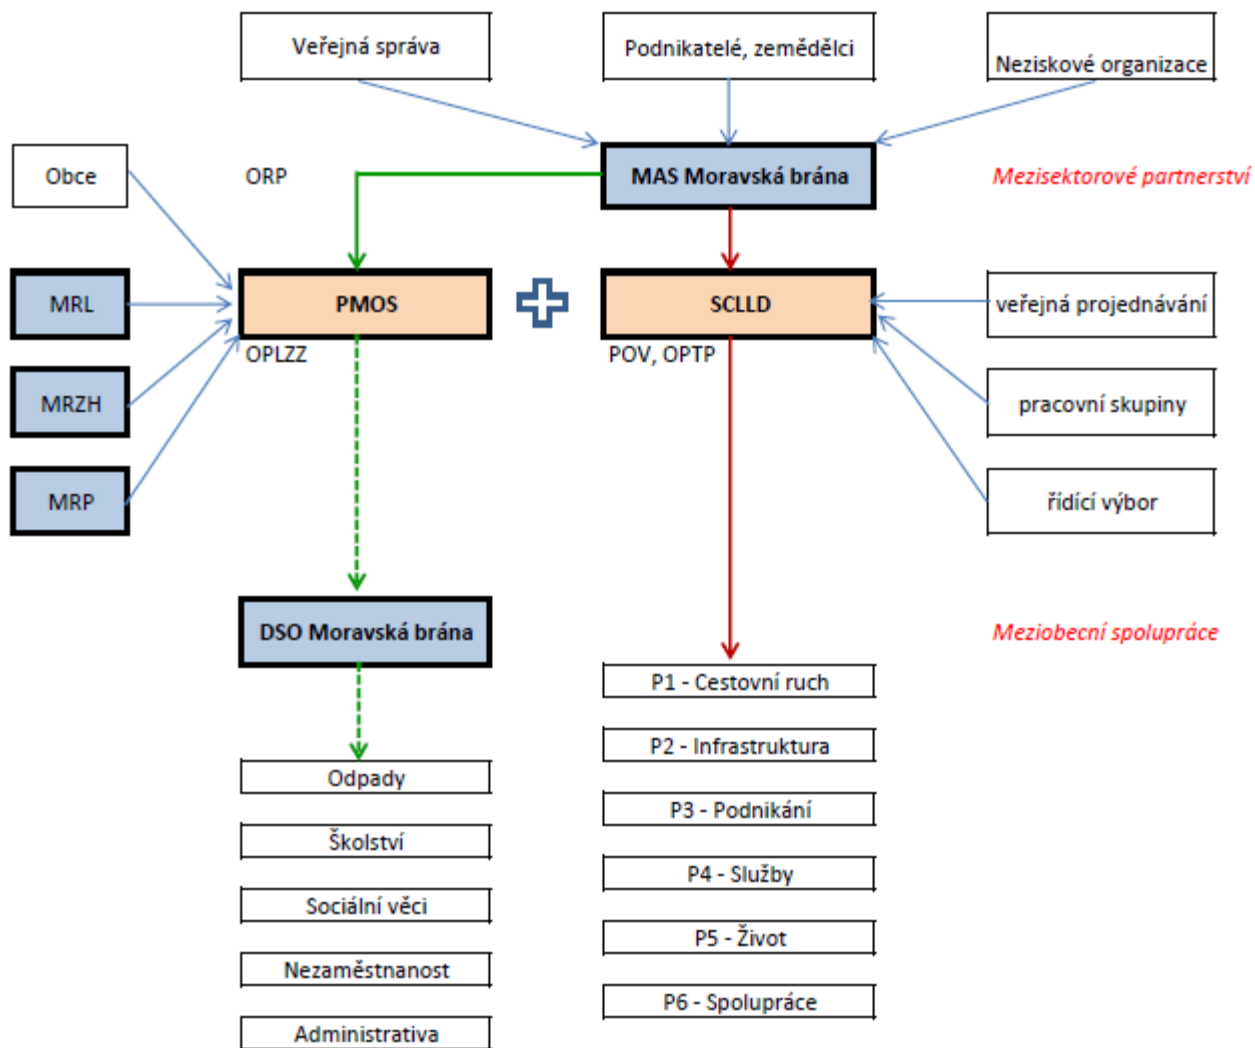 Veřejná správa
Podnikatelé, zemědělci
Neziskové organizace
Obce
ORP
MAS Moravská brána
Mezisektorové partnerství
MRL
PMOS
SCLLD
veřejná projednávání
OPLZZ
POV, OPTP
MRZH
pracovní skupiny
MRP
řídící výbor
DSO Moravská brána
Meziobecní spolupráce
P1 - Cestovní ruch
P2 - Infrastruktura
Odpady
P3 - Podnikání
Školství
P4 - Služby
Sociální věci
P5 - Život
Nezaměstnanost
P6 - Spolupráce
Administrativa